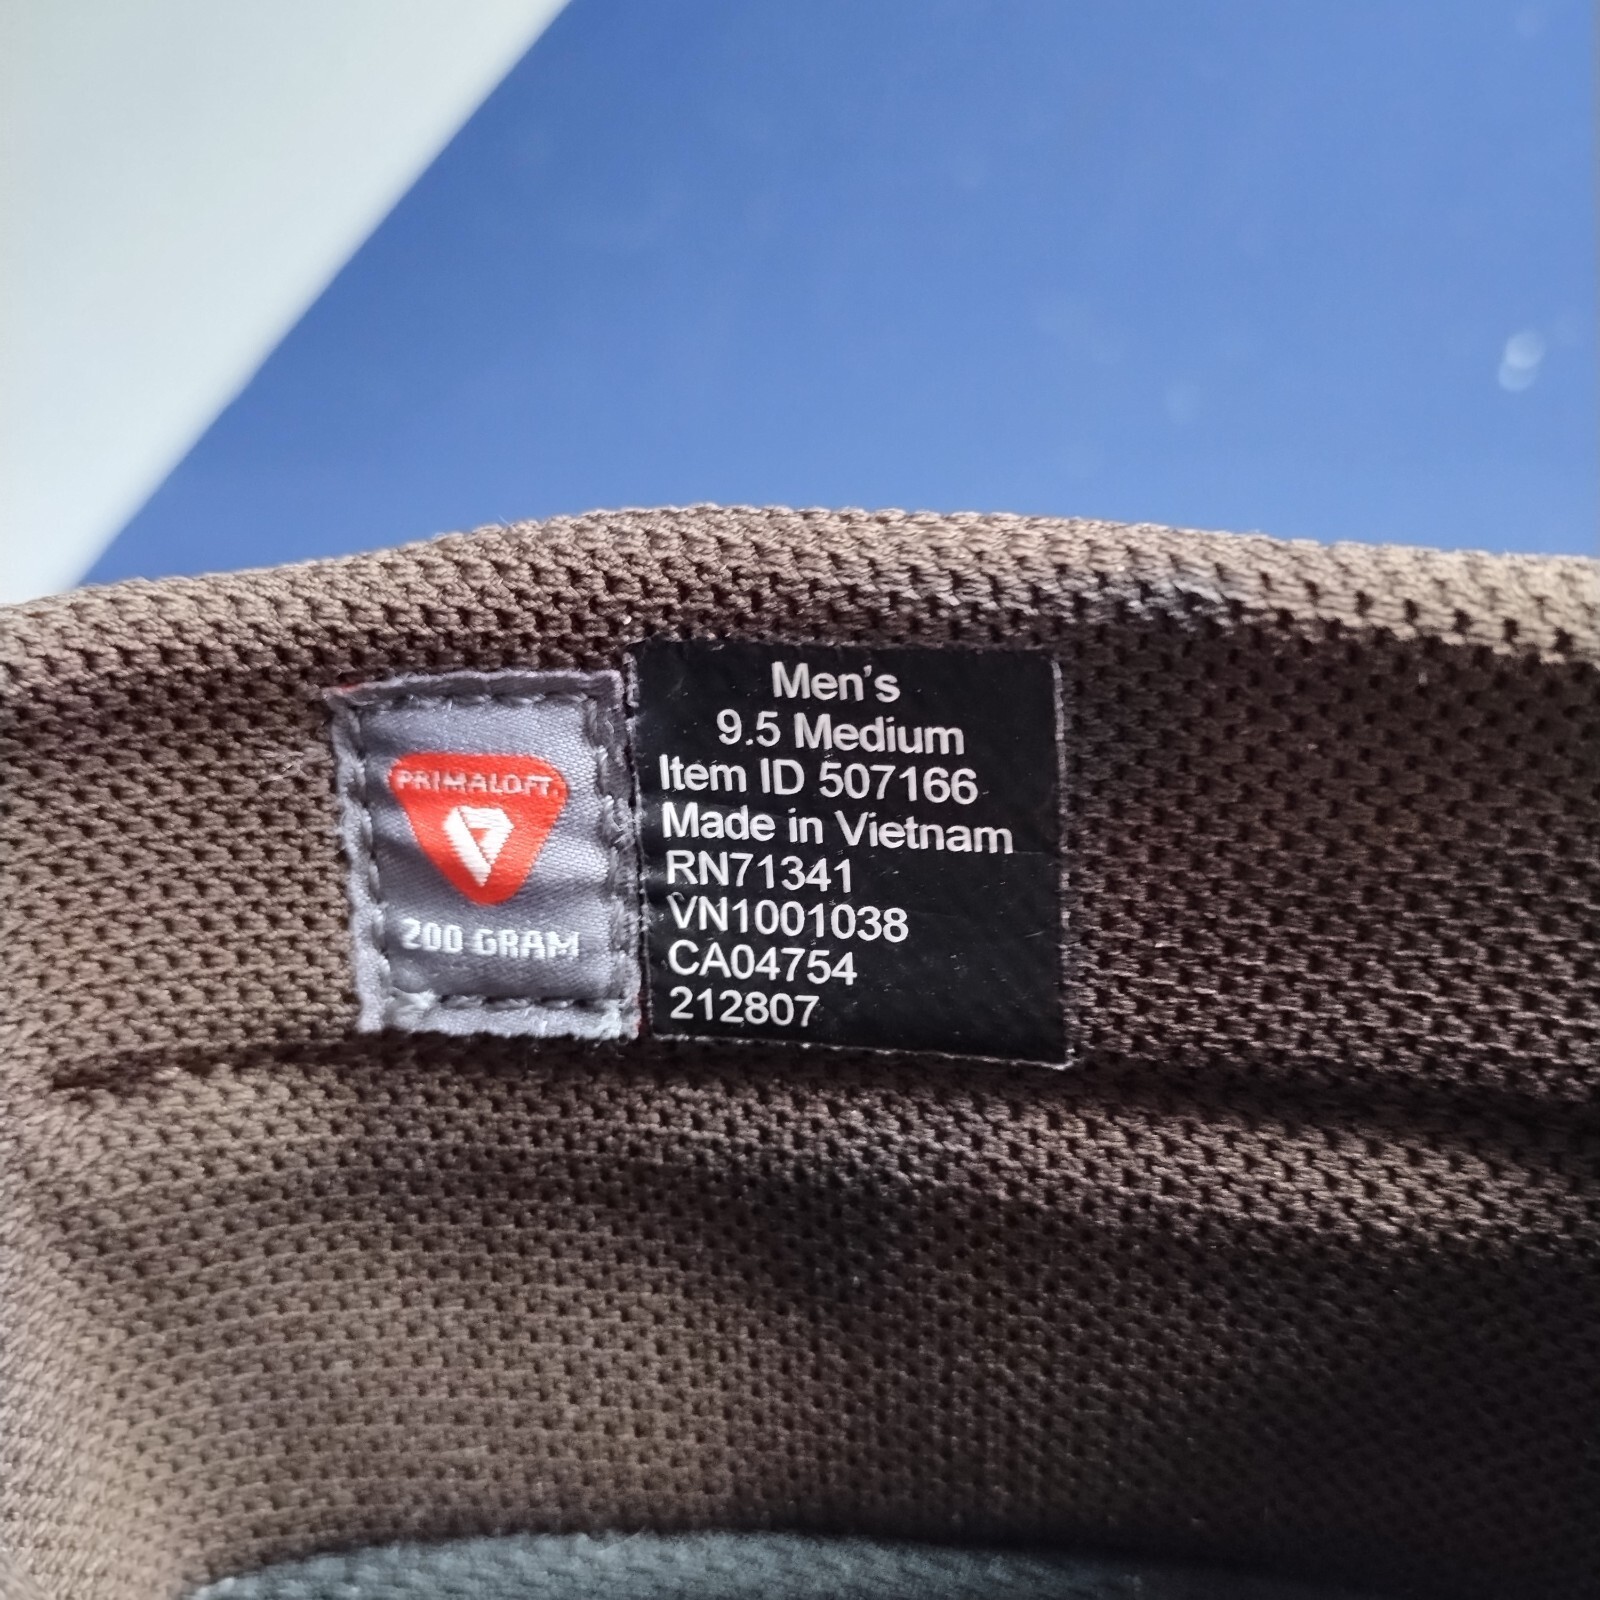 PRIMALOFT.
200 GRAM
Men's
9.5 Medium
Item ID 507166
Made in Vietnam
RN71341
VN1001038
CA04754
212807